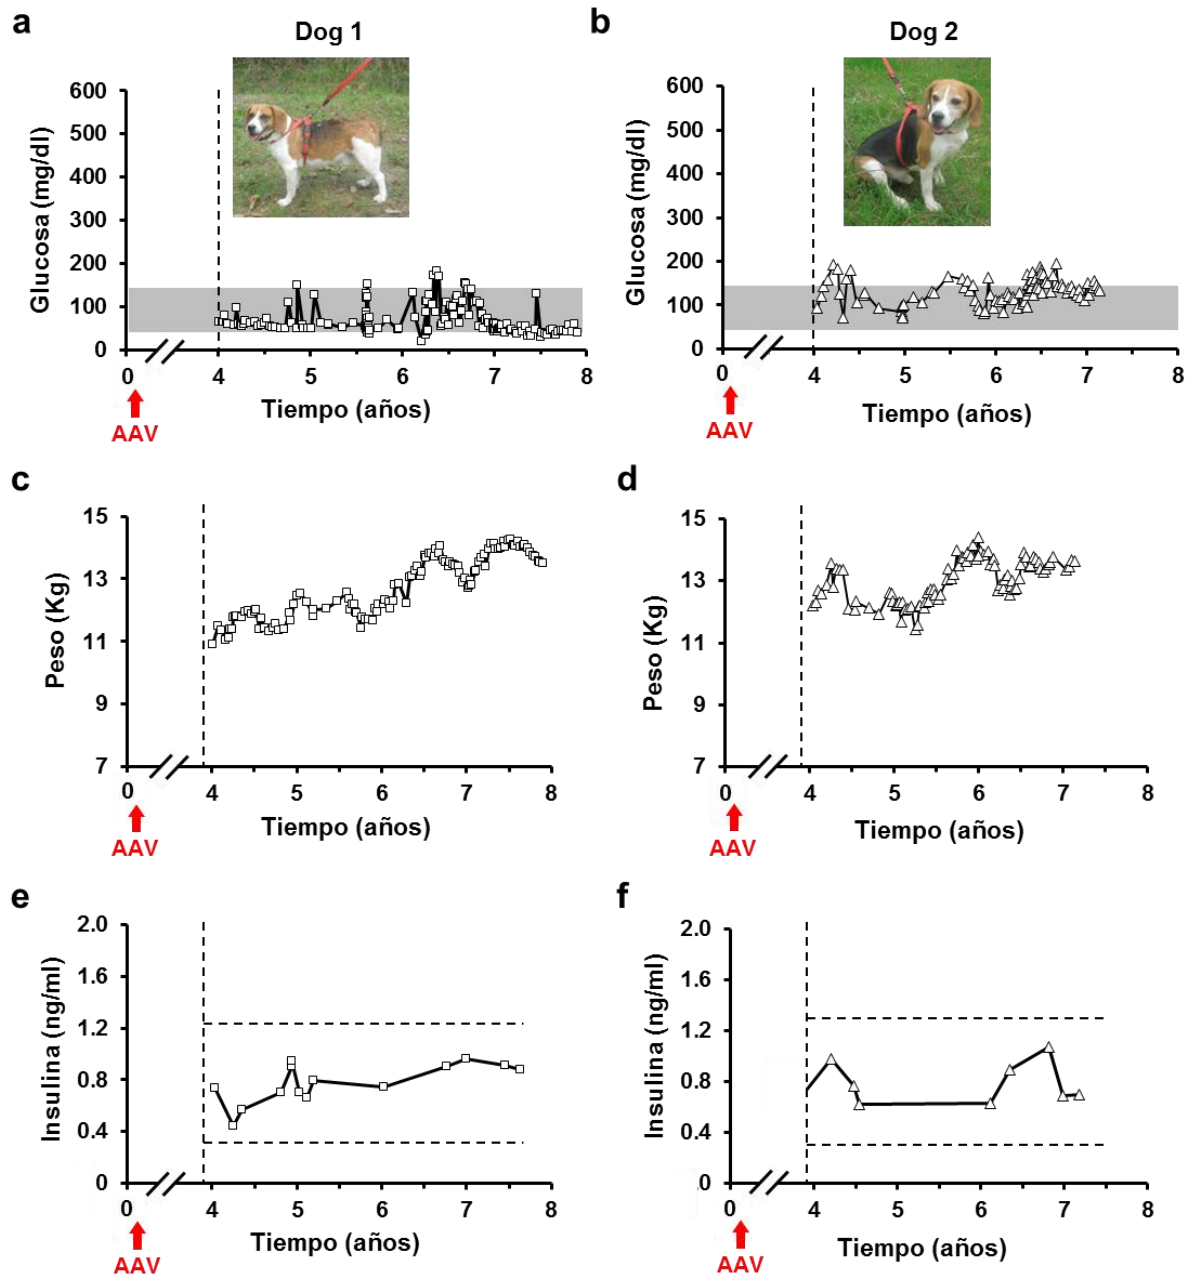 a
Dog 1
600
500
400
300
200
100
0
Glucosa (mg/dl)
0
4
5
6
7
8
Tiempo (años)
AAV
b
Dog 2
600
500
400
300
200
100
0
Glucosa (mg/dl)
0
4
5
6
7
8
Tiempo (años)
AAV
c
15
13
11
9
7
Peso (Kg)
0
4
5
6
7
8
Tiempo (años)
AAV
d
15
13
11
9
7
Peso (Kg)
0
4
5
6
7
8
Tiempo (años)
AAV
e
2.0
1.6
1.2
0.8
0.4
0
Insulina (ng/ml)
0
4
5
6
7
8
Tiempo (años)
AAV
f
2.0
1.6
1.2
0.8
0.4
0
Insulina (ng/ml)
0
4
5
6
7
8
Tiempo (años)
AAV